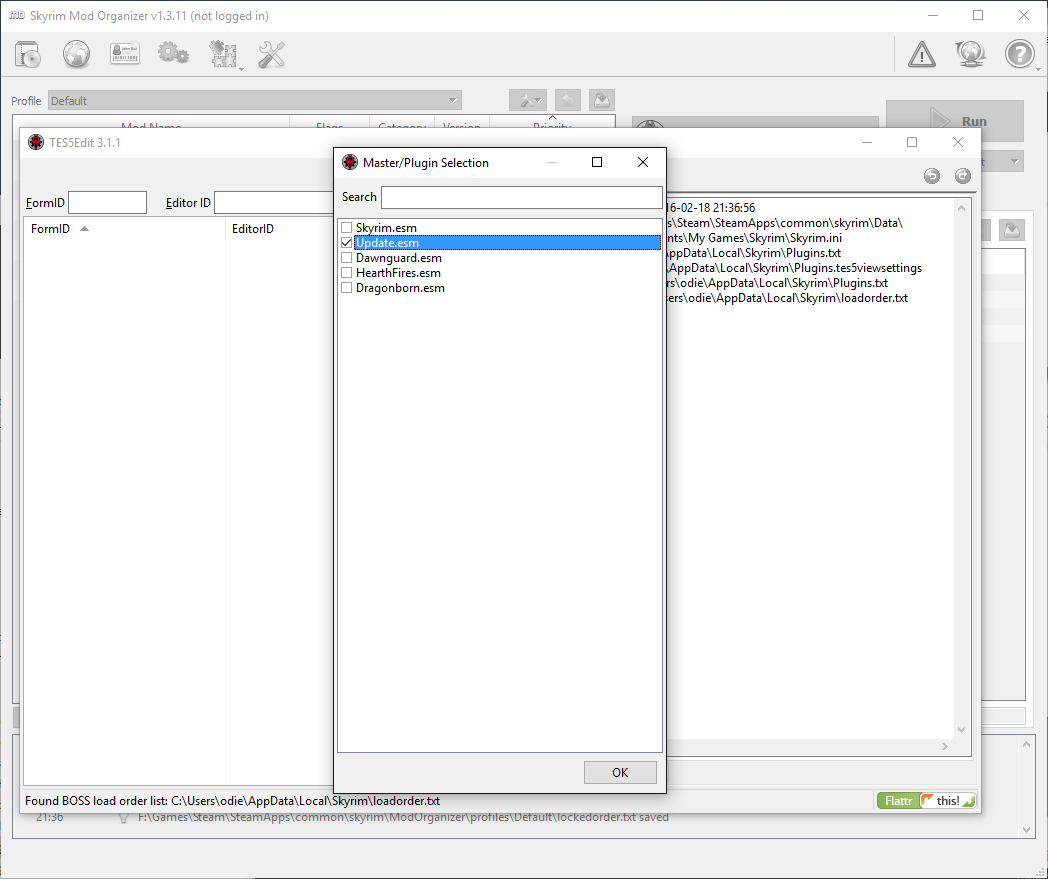 Skyrim Mod Organizer v1.3.11 (not logged in)
Profile
Default
Mod Name
Flags
Category
Version
Priority
Run
TES5Edit 3.1.1
FormID
Editor ID
FormID
EditorID
Master/Plugin Selection
Search
Skyrim.esm
Update.esm
Dawnguard.esm
HearthFires.esm
Dragonborn.esm
OK
16-02-18 21:36:56
s\Steam\SteamApps\common\skyrim\Data\
nts\My Games\Skyrim\Skyrim.ini
ppData\Local\Skyrim\Plugins.txt
\AppData\Local\Skyrim\Plugins.tes5viewsettings
rs\odie\AppData\Local\Skyrim\Plugins.txt
ers\odie\AppData\Local\Skyrim\loadorder.txt
Found BOSS load order list: C:\Users\odie\AppData\Local\Skyrim\loadorder.txt
Flattr this!
21:36 F:\Games\Steam\SteamApps\common\skyrim\ModOrganizer\profiles\Default\lockedorder.txt saved